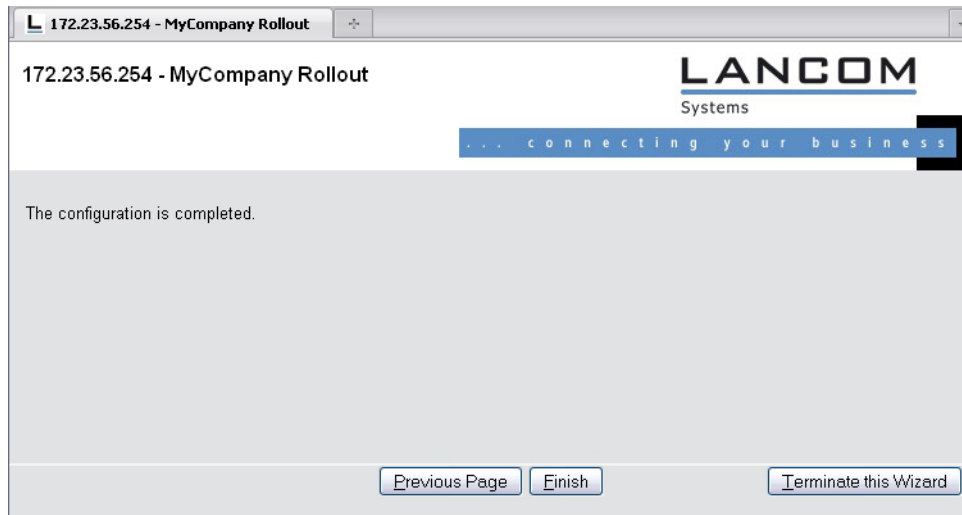 172.23.56.254 - MyCompany Rollout
172.23.56.254 - MyCompany Rollout
LANCOM
Systems
... connecting your business
The configuration is completed.
Previous Page Finish Terminate this Wizard